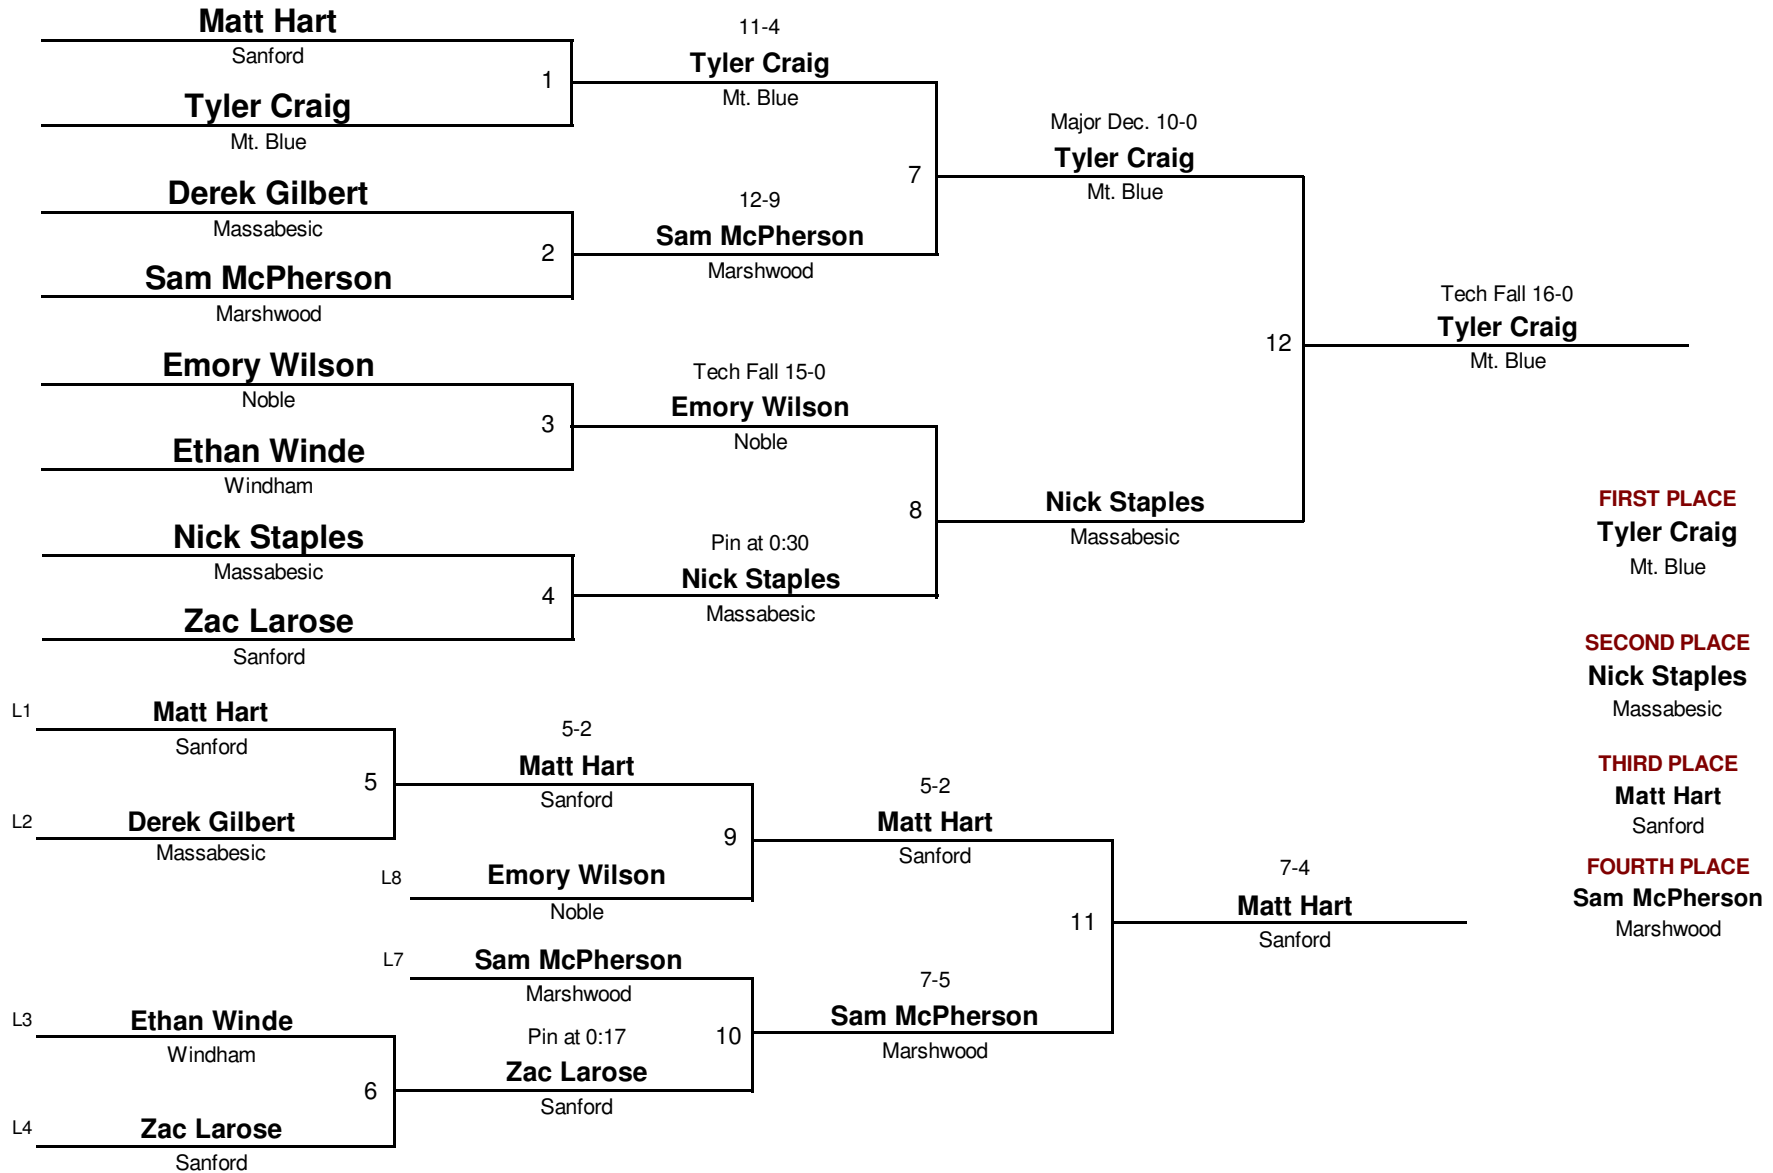 Matt Hart
Sanford
1
Tyler Craig
Mt. Blue
Derek Gilbert
Massabesic
2
Sam McPherson
Marshwood
Emory Wilson
Noble
3
Ethan Winde
Windham
Nick Staples
Massabesic
4
Zac Larose
Sanford
11-4
Tyler Craig
Mt. Blue
7
12-9
Sam McPherson
Marshwood
Tech Fall 15-0
Emory Wilson
Noble
8
Pin at 0:30
Nick Staples
Massabesic
Major Dec. 10-0
Tyler Craig
Mt. Blue
12
Nick Staples
Massabesic
Tech Fall 16-0
Tyler Craig
Mt. Blue
FIRST PLACE
Tyler Craig
Mt. Blue
SECOND PLACE
Nick Staples
Massabesic
THIRD PLACE
Matt Hart
Sanford
FOURTH PLACE
Sam McPherson
Marshwood
L1
Matt Hart
Sanford
5
L2
Derek Gilbert
Massabesic
L3
Ethan Winde
Windham
6
L4
Zac Larose
Sanford
5-2
Matt Hart
Sanford
9
L8
Emory Wilson
Noble
L7
Sam McPherson
Marshwood
10
Pin at 0:17
Zac Larose
Sanford
5-2
Matt Hart
Sanford
11
7-5
Sam McPherson
Marshwood
7-4
Matt Hart
Sanford